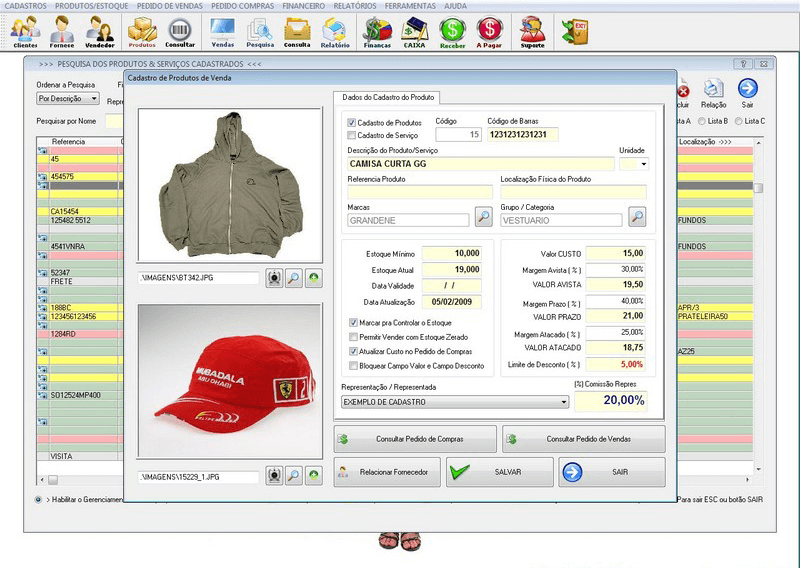 CADASTROS PRODUTOS/ESTOQUE PEDIDO DE VENDAS PEDIDO COMPRAS FINANCEIRO RELATÓRIOS FERRAMENTAS AJUDA
Clientes Fornece Vendedor Produtos Consultar Vendas Pesquisa Consulta Relatório Finanças CAIXA Receber A Pagar Suporte EXIT
>>> PESQUISA DOS PRODUTOS & SERVIÇOS CADASTRADOS <<<
Ordenar a Pesquisa
Por Descrição
Pesquisar por Nome
Relação Sair
Lista B Lista C
Referencia
Localização ->>>
45
454575
CA15454
125482 5512
FUNDOS
4541VNRA
FUNDOS
52347
FRETE
188BC
APR/3
123456123456
PRATELEIRA50
1284RD
AZ25
SO12524MP400
VISITA
> Habilitar o Gerenciamen
Para sair ESC ou botão SAIR
Cadastro de Produtos de Venda
.\IMAGENS\BT342.JPG
MUBADALA
ABU DHABI
.\IMAGENS\15229_1.JPG
Dados do Cadastro do Produto
Cadastro de Produtos
Cadastro de Serviço
Código
15
Código de Barras
1231231231231
Descrição do Produto/Serviço
CAMISA CURTA GG
Unidade
Referencia Produto
Localização Física do Produto
Marcas
GRANDENE
Grupo / Categoria
VESTUARIO
Estoque Mínimo 10,000
Estoque Atual 19,000
Data Validade / /
Data Atualização 05/02/2009
Marcar pra Controlar o Estoque
Permitir Vender com Estoque Zerado
Atualizar Custo no Pedido de Compras
Bloquear Campo Valor e Campo Desconto
Valor CUSTO 15,00
Margem Avista ( % ) 30,00%
VALOR AVISTA 19,50
Margem Prazo ( % ) 40,00%
VALOR PRAZO 21,00
Margem Atacado ( % ) 25,00%
VALOR ATACADO 18,75
Limite de Desconto ( % ) 5,00%
Representação / Representada
EXEMPLO DE CADASTRO
(%) Comissão Repres
20,00%
Consultar Pedido de Compras
Consultar Pedido de Vendas
Relacionar Fornecedor
SALVAR
SAIR